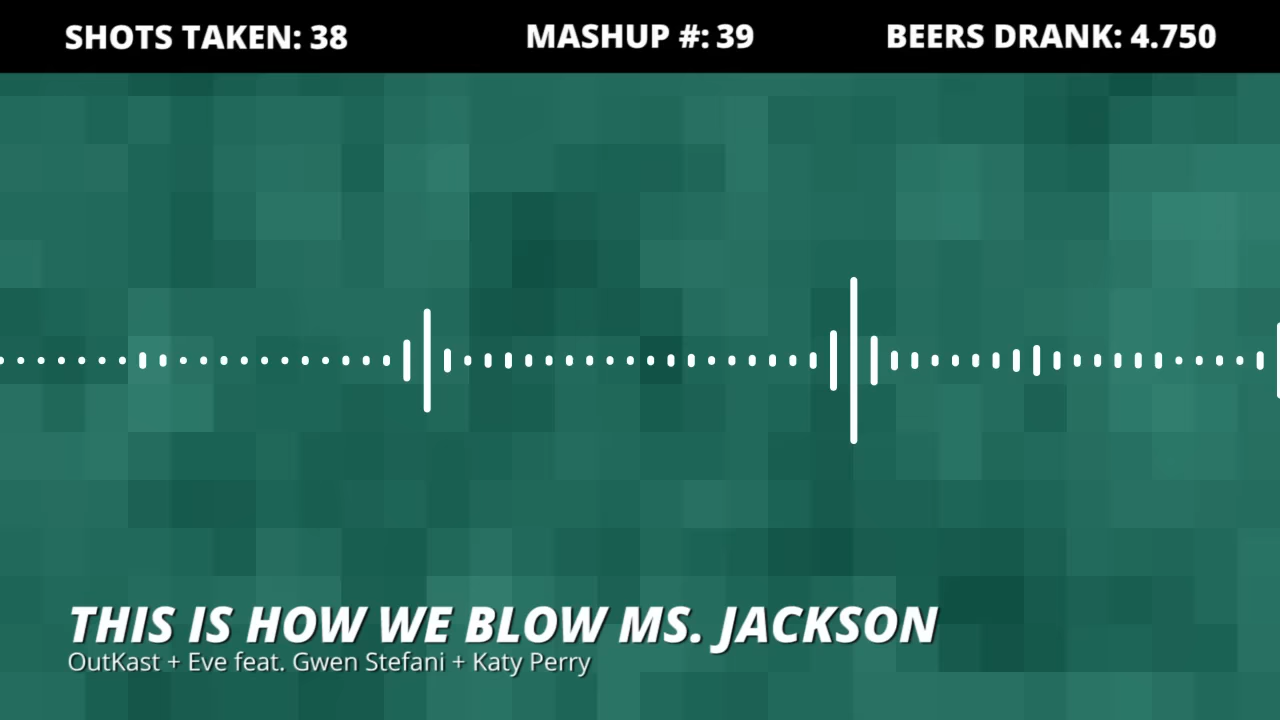 SHOTS TAKEN: 38
MASHUP #: 39
BEERS DRANK: 4.750
THIS IS HOW WE BLOW MS. JACKSON
OutKast + Eve feat. Gwen Stefani + Katy Perry